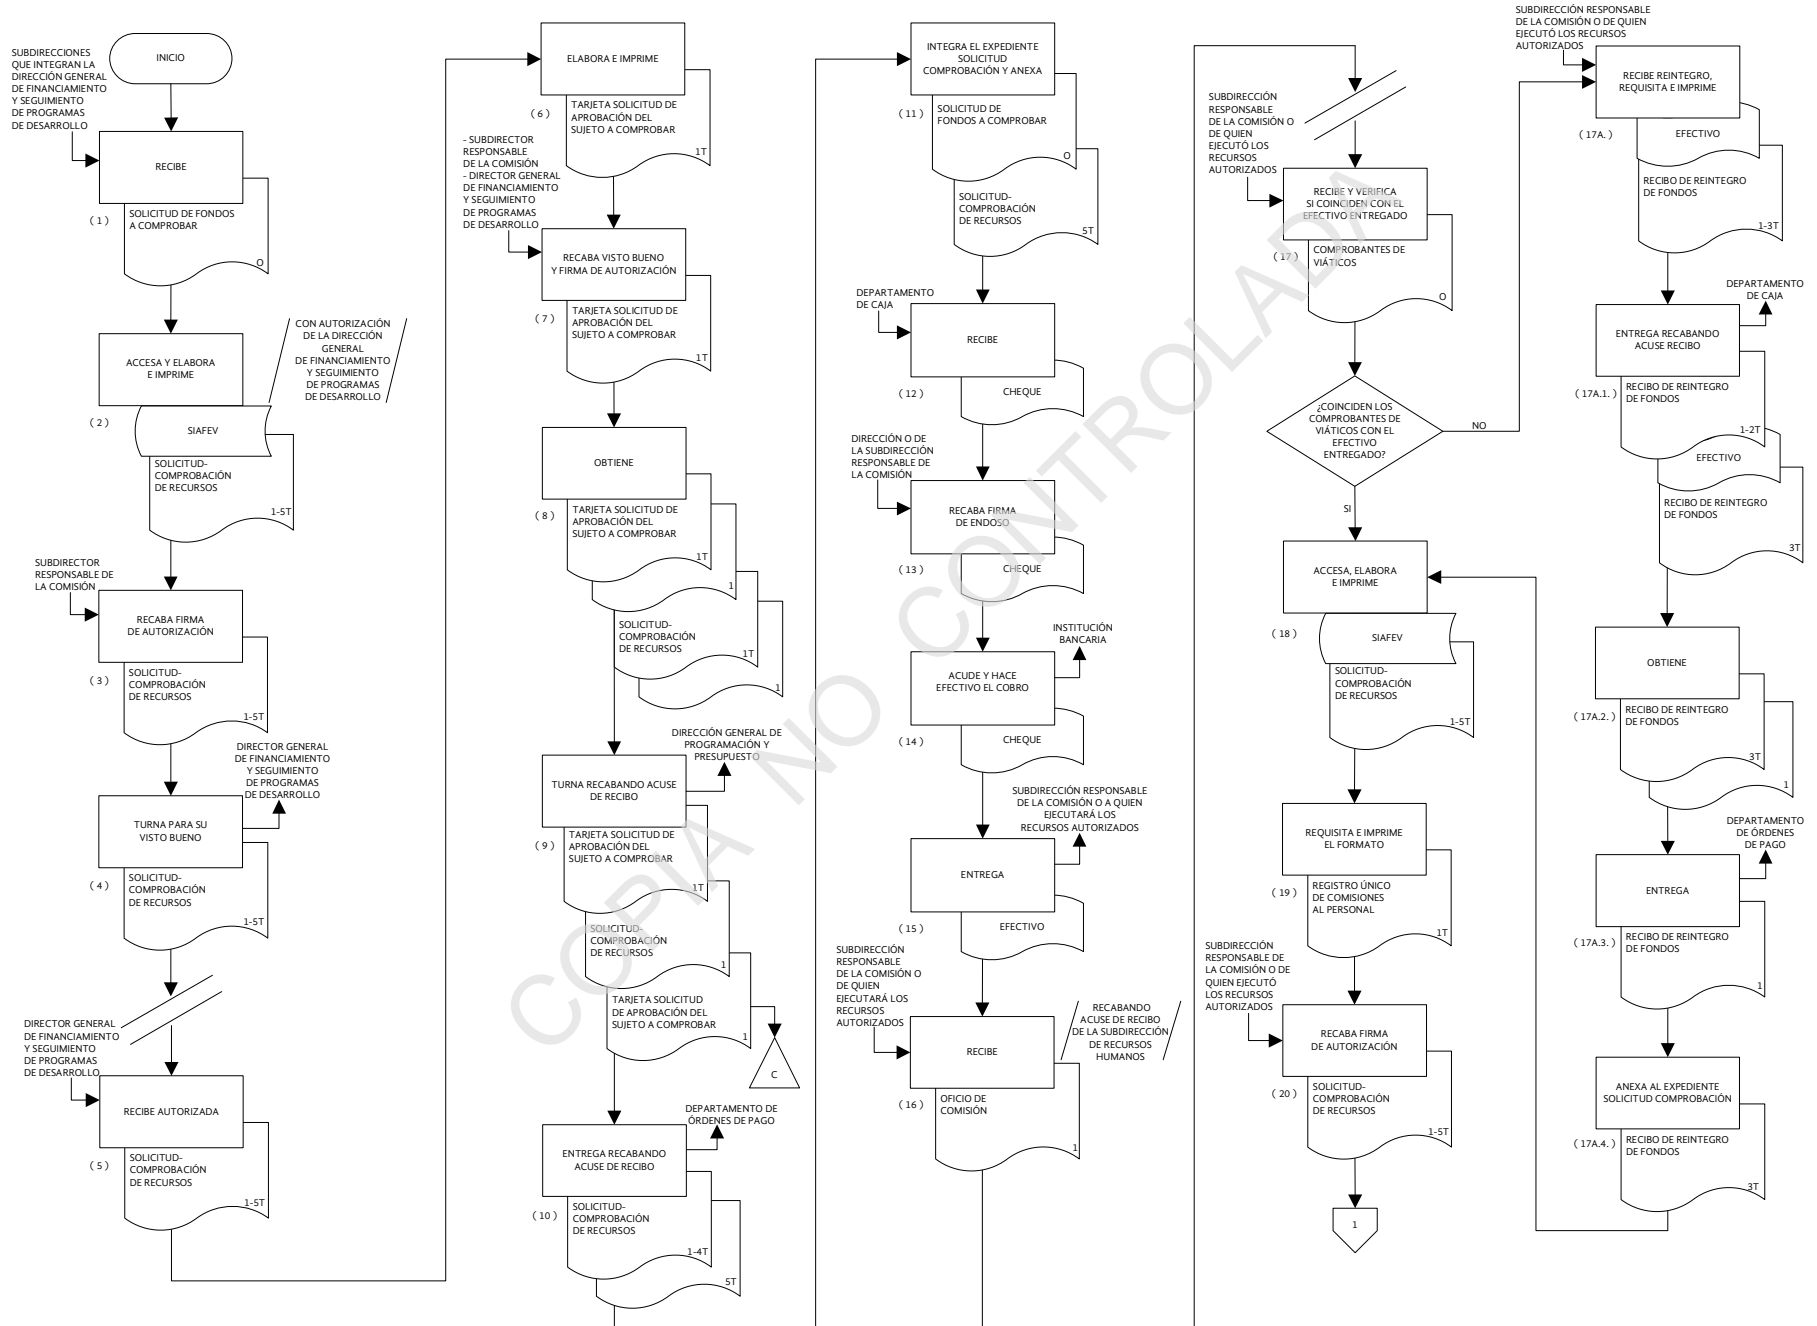 INICIO
SUBDIRECCIONES
QUE INTEGRAN LA
DIRECCIÓN GENERAL
DE FINANCIAMIENTO
Y SEGUIMIENTO
DE PROGRAMAS
DE DESARROLLO
RECIBE
( 1 )
SOLICITUD DE FONDOS
A COMPROBAR
O
ACCESA Y ELABORA
E IMPRIME
CON AUTORIZACIÓN
DE LA DIRECCIÓN
GENERAL
DE FINANCIAMIENTO
Y SEGUIMIENTO
DE PROGRAMAS
DE DESARROLLO
( 2 )
SIAFEV
SOLICITUD-
COMPROBACIÓN
DE RECURSOS
1-5T
SUBDIRECTOR
RESPONSABLE DE
LA COMISIÓN
RECABA FIRMA
DE AUTORIZACIÓN
( 3 )
SOLICITUD-
COMPROBACIÓN
DE RECURSOS
1-5T
DIRECTOR GENERAL
DE FINANCIAMIENTO
Y SEGUIMIENTO
DE PROGRAMAS
DE DESARROLLO
TURNA PARA SU
VISTO BUENO
( 4 )
SOLICITUD-
COMPROBACIÓN
DE RECURSOS
1-5T
DIRECTOR GENERAL
DE FINANCIAMIENTO
Y SEGUIMIENTO
DE PROGRAMAS
DE DESARROLLO
RECIBE AUTORIZADA
( 5 )
SOLICITUD-
COMPROBACIÓN
DE RECURSOS
1-5T
ELABORA E IMPRIME
( 6 )
TARJETA SOLICITUD DE
APROBACIÓN DEL
SUJETO A COMPROBAR
1T
- SUBDIRECTOR
RESPONSABLE
DE LA COMISIÓN
- DIRECTOR GENERAL
DE FINANCIAMIENTO
Y SEGUIMIENTO
DE PROGRAMAS
DE DESARROLLO
RECABA VISTO BUENO
Y FIRMA DE AUTORIZACIÓN
( 7 )
TARJETA SOLICITUD DE
APROBACIÓN DEL
SUJETO A COMPROBAR
1T
OBTIENE
( 8 )
TARJETA SOLICITUD DE
APROBACIÓN DEL
SUJETO A COMPROBAR
1T
1
SOLICITUD-
COMPROBACIÓN
DE RECURSOS
1T
1
DIRECCIÓN GENERAL DE
PROGRAMACIÓN Y
PRESUPUESTO
TURNA RECABANDO ACUSE
DE RECIBO
( 9 )
TARJETA SOLICITUD DE
APROBACIÓN DEL
SUJETO A COMPROBAR
1T
SOLICITUD-
COMPROBACIÓN
DE RECURSOS
1
TARJETA SOLICITUD
DE APROBACIÓN DEL
SUJETO A COMPROBAR
1
C
DEPARTAMENTO DE
ÓRDENES DE PAGO
ENTREGA RECABANDO
ACUSE DE RECIBO
( 10 )
SOLICITUD-
COMPROBACIÓN
DE RECURSOS
1-4T
5T
INTEGRA EL EXPEDIENTE
SOLICITUD
COMPROBACIÓN Y ANEXA
( 11 )
SOLICITUD DE
FONDOS A COMPROBAR
O
SOLICITUD-
COMPROBACIÓN
DE RECURSOS
5T
DEPARTAMENTO
DE CAJA
RECIBE
( 12 )
CHEQUE
DIRECCIÓN O DE
LA SUBDIRECCIÓN
RESPONSABLE DE
LA COMISIÓN
RECABA FIRMA
DE ENDOSO
( 13 )
CHEQUE
INSTITUCIÓN
BANCARIA
ACUDE Y HACE
EFECTIVO EL COBRO
( 14 )
CHEQUE
SUBDIRECCIÓN RESPONSABLE
DE LA COMISIÓN O A QUIEN
EJECUTARÁ LOS
RECURSOS AUTORIZADOS
ENTREGA
( 15 )
EFECTIVO
SUBDIRECCIÓN
RESPONSABLE
DE LA COMISIÓN O
DE QUIEN
EJECUTARÁ LOS
RECURSOS
AUTORIZADOS
RECIBE
RECABANDO
ACUSE DE RECIBO
DE LA SUBDIRECCIÓN
DE RECURSOS
HUMANOS
( 16 )
OFICIO DE
COMISIÓN
1
SUBDIRECCIÓN
RESPONSABLE
DE LA COMISIÓN O
DE QUIEN
EJECUTÓ LOS
RECURSOS
AUTORIZADOS
RECIBE Y VERIFICA
SI COINCIDEN CON EL
EFECTIVO ENTREGADO
( 17 )
COMPROBANTES DE
VIÁTICOS
O
¿COINCIDEN LOS
COMPROBANTES DE
VIÁTICOS CON EL
EFECTIVO
ENTREGADO?
NO
SI
ACCESA, ELABORA
E IMPRIME
( 18 )
SIAFEV
SOLICITUD-
COMPROBACIÓN
DE RECURSOS
1-5T
REQUISITA E IMPRIME
EL FORMATO
( 19 )
REGISTRO ÚNICO
DE COMISIONES
AL PERSONAL
1T
SUBDIRECCIÓN
RESPONSABLE DE
LA COMISIÓN O DE
QUIEN EJECUTÓ
LOS RECURSOS
AUTORIZADOS
RECABA FIRMA
DE AUTORIZACIÓN
( 20 )
SOLICITUD-
COMPROBACIÓN
DE RECURSOS
1-5T
1
SUBDIRECCIÓN RESPONSABLE
DE LA COMISIÓN O DE QUIEN
EJECUTÓ LOS RECURSOS
AUTORIZADOS
RECIBE REINTEGRO,
REQUISITA E IMPRIME
( 17A. )
EFECTIVO
RECIBO DE REINTEGRO
DE FONDOS
1-3T
DEPARTAMENTO
DE CAJA
ENTREGA RECABANDO
ACUSE RECIBO
( 17A.1. )
RECIBO DE REINTEGRO
DE FONDOS
1-2T
EFECTIVO
RECIBO DE REINTEGRO
DE FONDOS
3T
OBTIENE
( 17A.2. )
RECIBO DE REINTEGRO
DE FONDOS
3T
1
DEPARTAMENTO
DE ÓRDENES
DE PAGO
ENTREGA
( 17A.3. )
RECIBO DE REINTEGRO
DE FONDOS
1
ANEXA AL EXPEDIENTE
SOLICITUD COMPROBACIÓN
( 17A.4. )
RECIBO DE REINTEGRO
DE FONDOS
3T
COPIA NO CONTROLADA